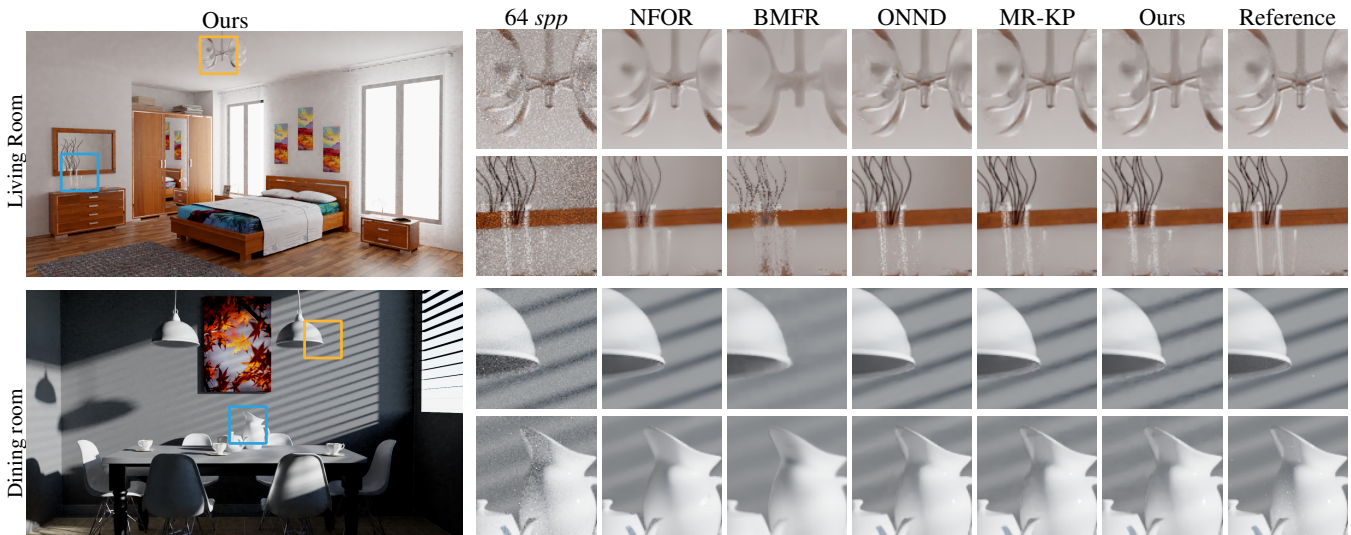 Ours 64 spp NFOR BMFR ONND MR-KP Ours Reference
Living Room
Dining room